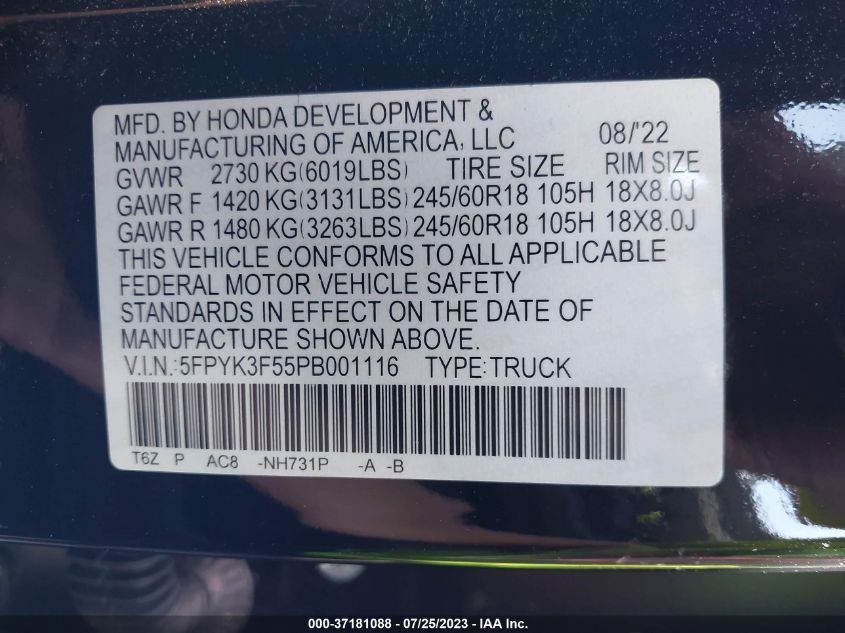 MFD. BY HONDA DEVELOPMENT &
MANUFACTURING OF AMERICA, LLC 08/'22
GVWR 2730 KG(6019LBS) TIRE SIZE RIM SIZE
GAWR F 1420 KG(3131LBS) 245/60R18 105H 18X8.0J
GAWR R 1480 KG(3263LBS) 245/60R18 105H 18X8.0J
THIS VEHICLE CONFORMS TO ALL APPLICABLE
FEDERAL MOTOR VEHICLE SAFETY
STANDARDS IN EFFECT ON THE DATE OF
MANUFACTURE SHOWN ABOVE.
V.I.N.:5FPYK3F55PB001116 TYPE:TRUCK
T6Z P AC8 -NH731P -A -B
000-37181088 - 07/25/2023 - IAA Inc.